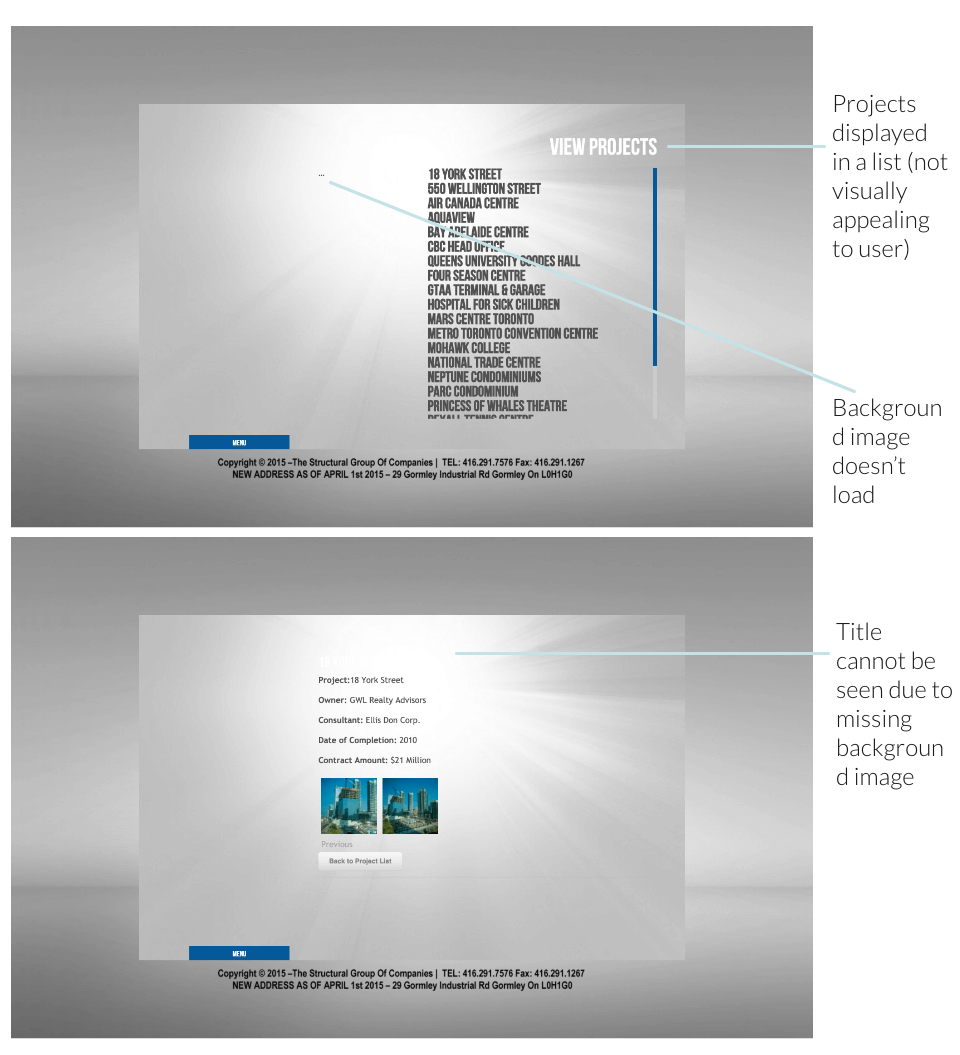 VIEW PROJECTS
...
18 YORK STREET
550 WELLINGTON STREET
AIR CANADA CENTRE
AQUAVIEW
BAY ADELAIDE CENTRE
CBC HEAD OFFICE
QUEENS UNIVERSITY GOODES HALL
FOUR SEASON CENTRE
GTAA TERMINAL & GARAGE
HOSPITAL FOR SICK CHILDREN
MARS CENTRE TORONTO
METRO TORONTO CONVENTION CENTRE
MOHAWK COLLEGE
NATIONAL TRADE CENTRE
NEPTUNE CONDOMINIUMS
PARC CONDOMINIUM
PRINCESS OF WHALES THEATRE
REXALL TENNIS CENTRE
MENU
Copyright © 2015 –The Structural Group Of Companies | TEL: 416.291.7576 Fax: 416.291.1267
NEW ADDRESS AS OF APRIL 1st 2015 – 29 Gormley Industrial Rd Gormley On L0H1G0
Projects
displayed
in a list (not
visually
appealing
to user)
Backgroun
d image
doesn’t
load
Project:18 York Street
Owner: GWL Realty Advisors
Consultant: Ellis Don Corp.
Date of Completion: 2010
Contract Amount: $21 Million
Previous
Back to Project List
MENU
Copyright © 2015 –The Structural Group Of Companies | TEL: 416.291.7576 Fax: 416.291.1267
NEW ADDRESS AS OF APRIL 1st 2015 – 29 Gormley Industrial Rd Gormley On L0H1G0
Title
cannot be
seen due to
missing
backgroun
d image